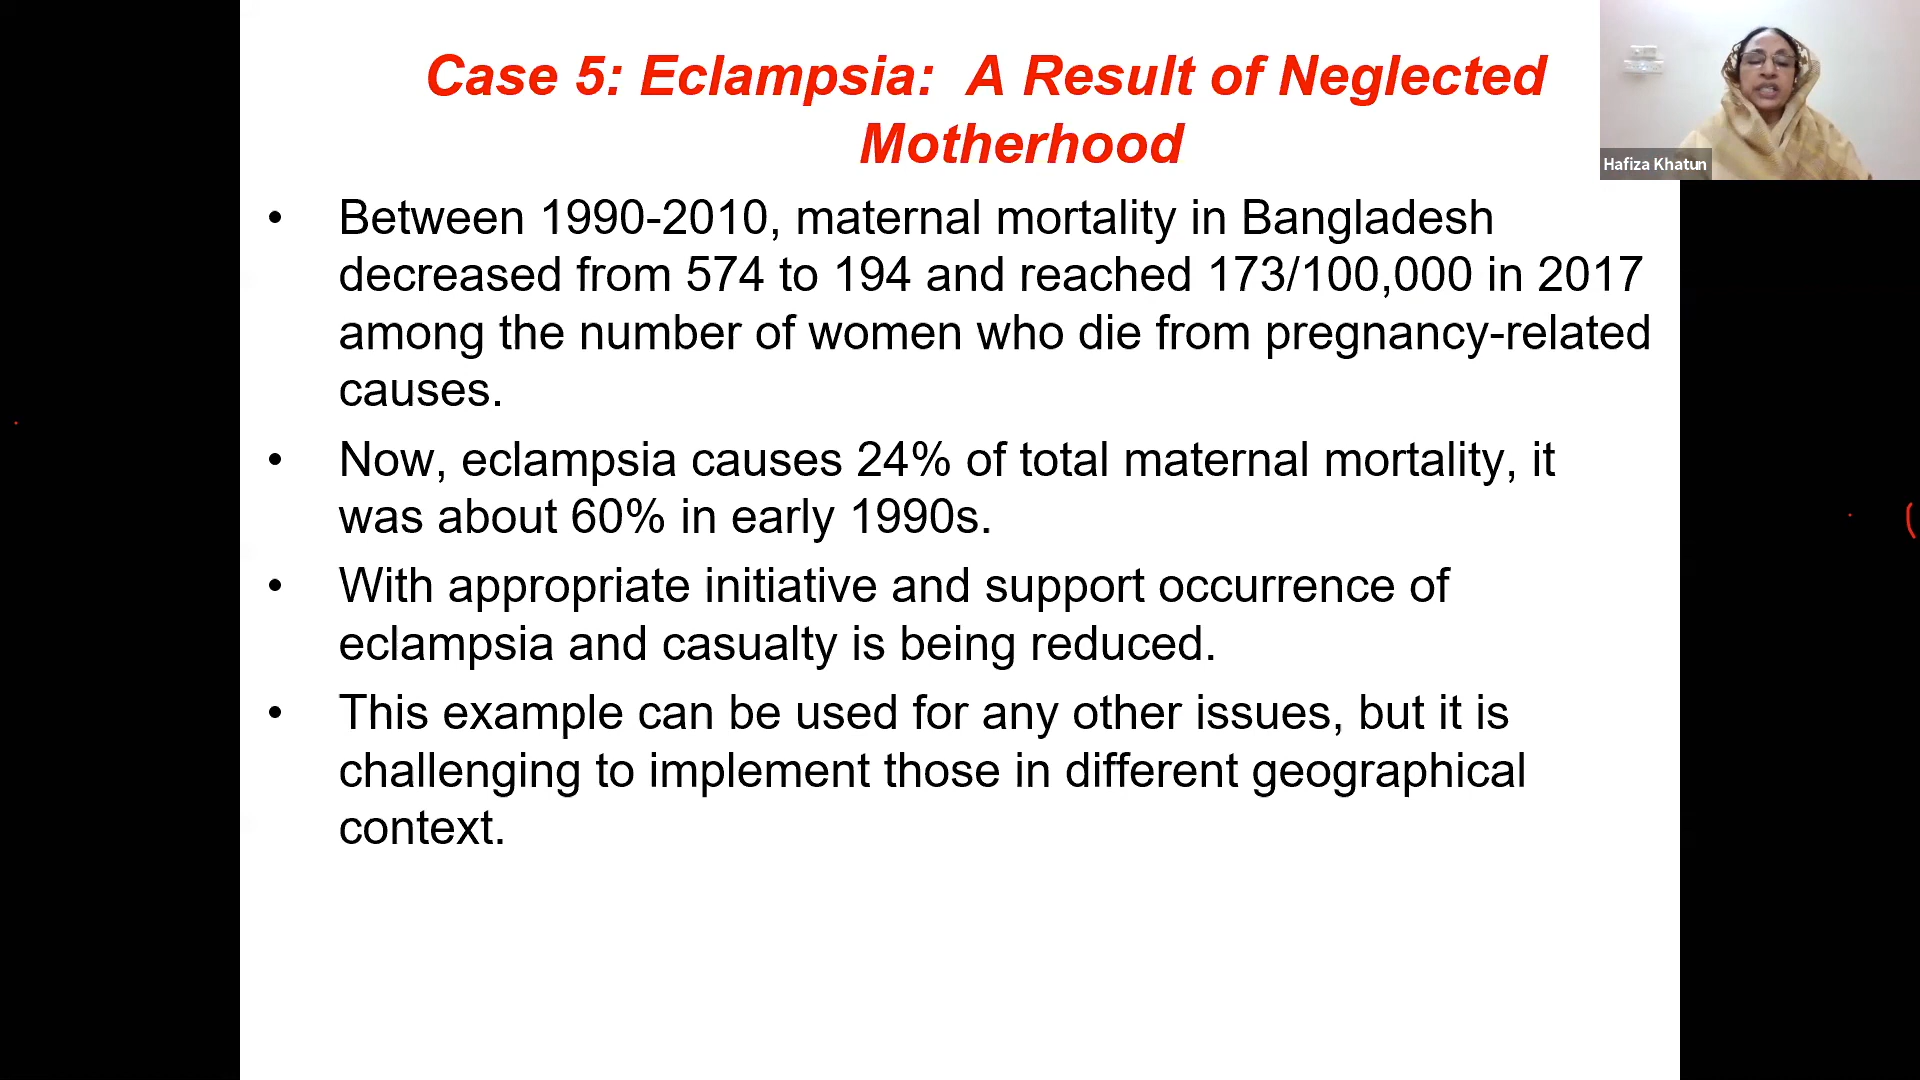 Case 5: Eclampsia:  A Result of Neglected
Motherhood
Hafiza Khatun
• Between 1990-2010, maternal mortality in Bangladesh
decreased from 574 to 194 and reached 173/100,000 in 2017
among the number of women who die from pregnancy-related
causes.
• Now, eclampsia causes 24% of total maternal mortality, it
was about 60% in early 1990s.
• With appropriate initiative and support occurrence of
eclampsia and casualty is being reduced.
• This example can be used for any other issues, but it is
challenging to implement those in different geographical
context.